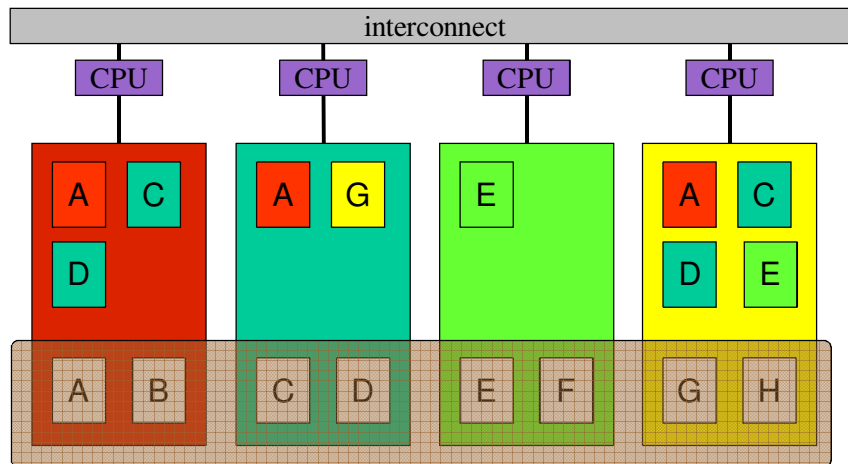 interconnect
CPU CPU CPU CPU
A C A G E A C
D D E
A B C D E F G H